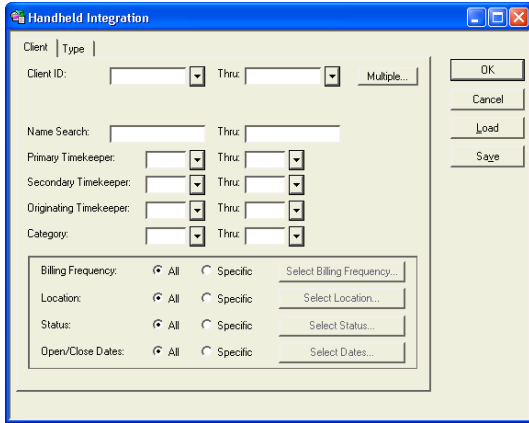 Handheld Integration
Client Type
Client ID: Thru: Multiple...
Name Search: Thru:
Primary Timekeeper: Thru:
Secondary Timekeeper: Thru:
Originating Timekeeper: Thru:
Category: Thru:
Billing Frequency: All Specific Select Billing Frequency...
Location: All Specific Select Location...
Status: All Specific Select Status...
Open/Close Dates: All Specific Select Dates...
OK
Cancel
Load
Save